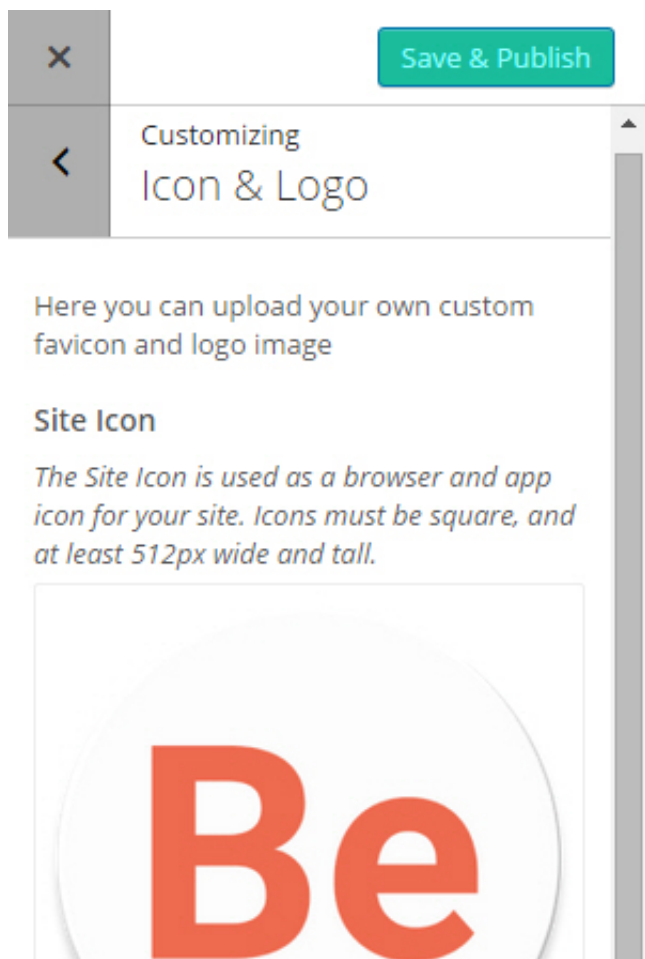 Save & Publish
Customizing
Icon & Logo
Here you can upload your own custom
favicon and logo image
Site Icon
The Site Icon is used as a browser and app
icon for your site. Icons must be square, and
at least 512px wide and tall.
Be